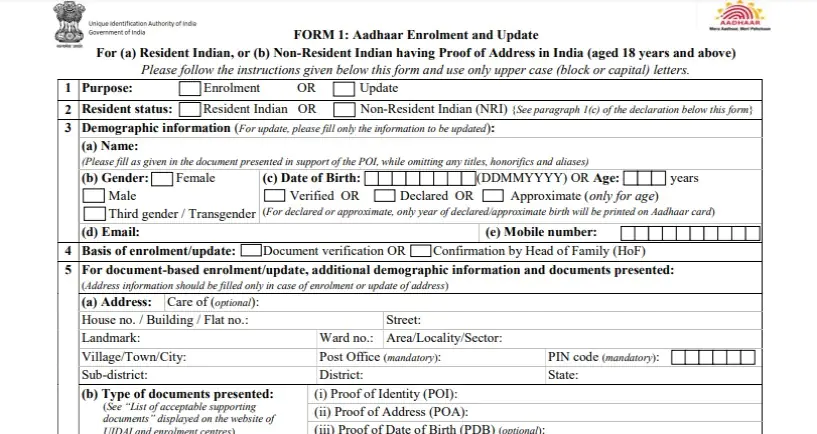 Unique Identification Authority of India
Government of India
AADHAAR
Mera Aadhaar, Meri Pehchaan
FORM 1: Aadhaar Enrolment and Update
For (a) Resident Indian, or (b) Non-Resident Indian having Proof of Address in India (aged 18 years and above)
Please follow the instructions given below this form and use only upper case (block or capital) letters.
1 Purpose: Enrolment OR Update
2 Resident status: Resident Indian OR Non-Resident Indian (NRI) {See paragraph 1(c) of the declaration below this form}
3 Demographic information (For update, please fill only the information to be updated):
(a) Name:
(Please fill as given in the document presented in support of the POI, while omitting any titles, honorifics and aliases)
(b) Gender: Female (c) Date of Birth: (DDMMYYYY) OR Age: years
Male Verified OR Declared OR Approximate (only for age)
Third gender / Transgender (For declared or approximate, only year of declared/approximate birth will be printed on Aadhaar card)
(d) Email: (e) Mobile number:
4 Basis of enrolment/update: Document verification OR Confirmation by Head of Family (HoF)
5 For document-based enrolment/update, additional demographic information and documents presented:
(Address information should be filled only in case of enrolment or update of address)
(a) Address: Care of (optional):
House no. / Building / Flat no.: Street:
Landmark: Ward no.: Area/Locality/Sector:
Village/Town/City: Post Office (mandatory): PIN code (mandatory):
Sub-district: District: State:
(b) Type of documents presented: (i) Proof of Identity (POI):
(See "List of acceptable supporting
documents" displayed on the website of (ii) Proof of Address (POA):
UIDAI and enrolment centres) (iii) Proof of Date of Birth (PDB) (optional):